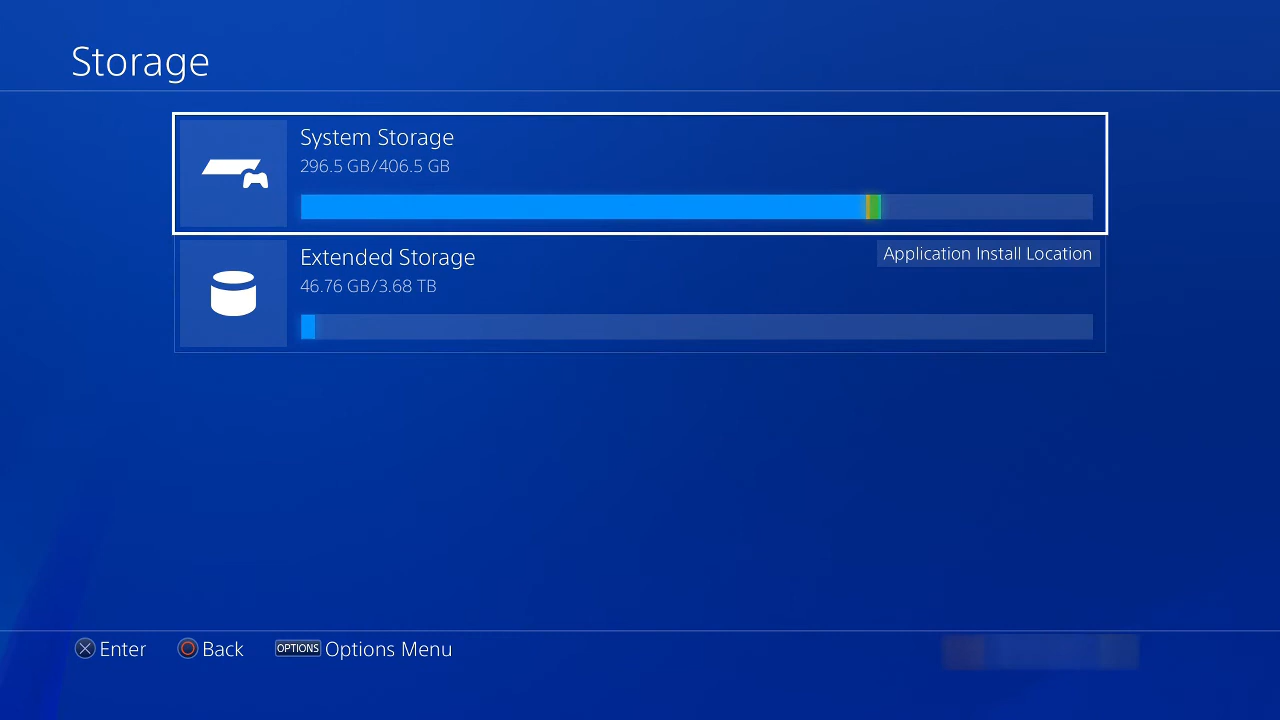 Storage
System Storage
296.5 GB/406.5 GB
Extended Storage
Application Install Location
46.76 GB/3.68 TB
Enter
Back
OPTIONS Options Menu